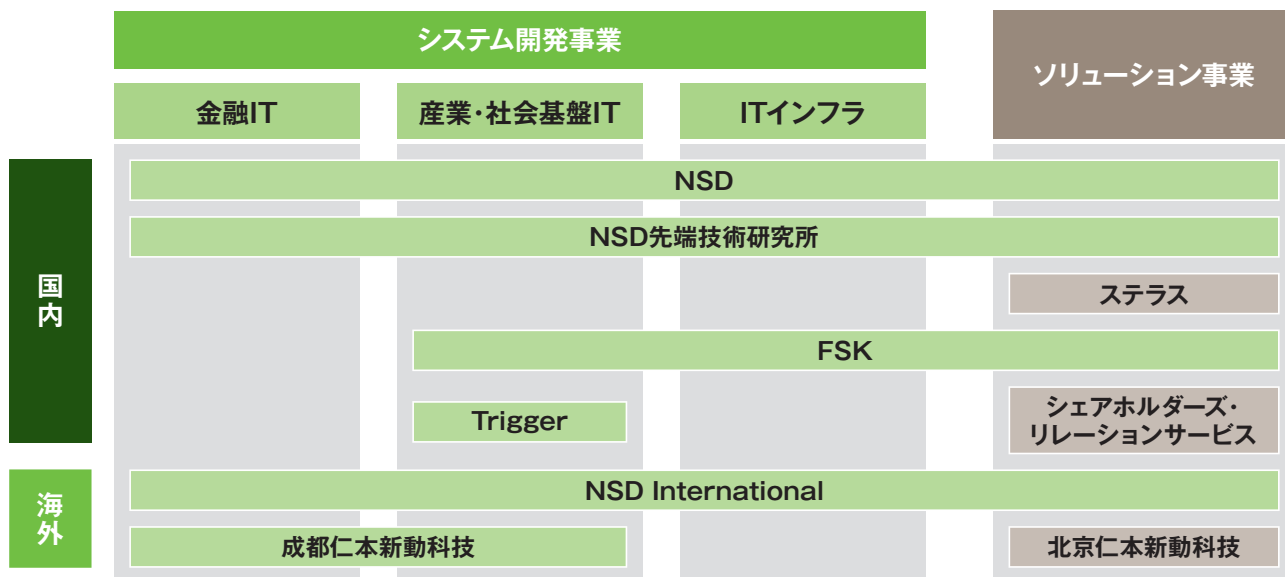 システム開発事業
ソリューション事業
金融IT
産業・社会基盤IT
ITインフラ
国内
NSD
NSD先端技術研究所
ステラス
FSK
Trigger
シェアホルダーズ・
リレーションサービス
海外
NSD International
成都仁本新動科技
北京仁本新動科技